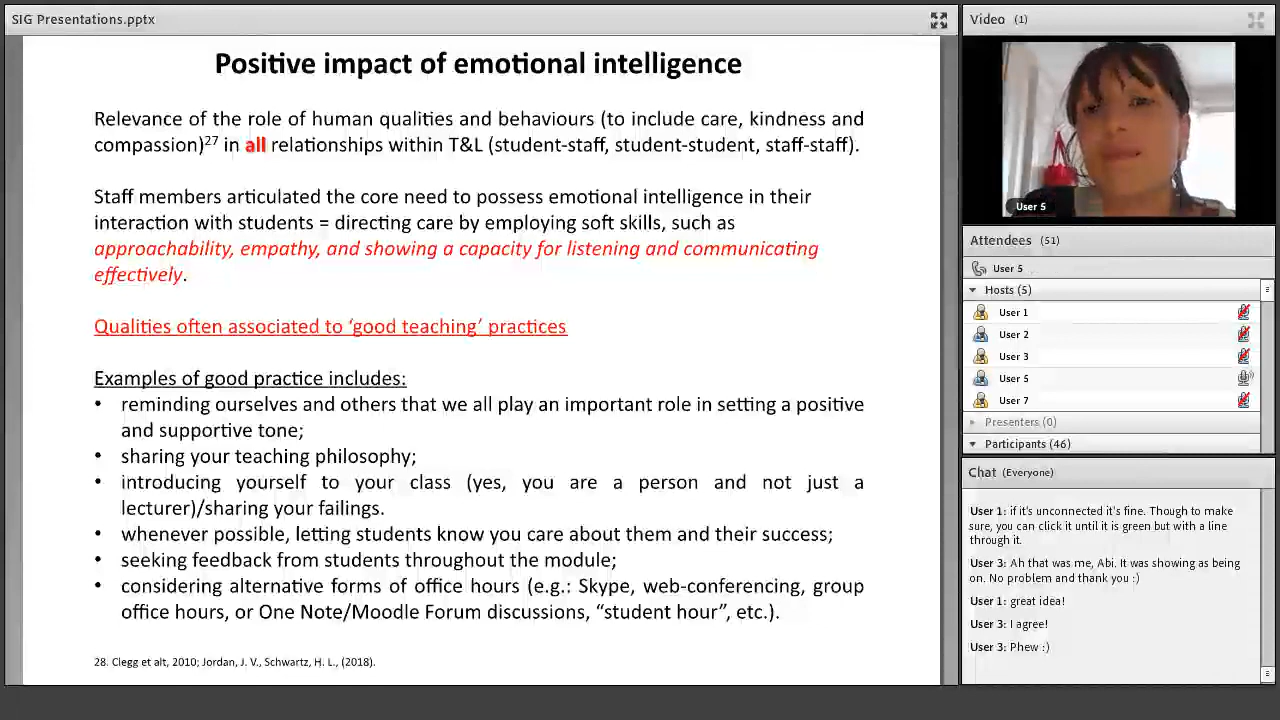 SIG Presentations.pptx
Positive impact of emotional intelligence
Relevance of the role of human qualities and behaviours (to include care, kindness and
compassion)27 in all relationships within T&L (student-staff, student-student, staff-staff).
Staff members articulated the core need to possess emotional intelligence in their
interaction with students = directing care by employing soft skills, such as
approachability, empathy, and showing a capacity for listening and communicating
effectively.
Qualities often associated to ‘good teaching’ practices
Examples of good practice includes:
• reminding ourselves and others that we all play an important role in setting a positive
and supportive tone;
• sharing your teaching philosophy;
• introducing yourself to your class (yes, you are a person and not just a
lecturer)/sharing your failings.
• whenever possible, letting students know you care about them and their success;
• seeking feedback from students throughout the module;
• considering alternative forms of office hours (e.g.: Skype, web-conferencing, group
office hours, or One Note/Moodle Forum discussions, “student hour”, etc.).
28. Clegg et alt, 2010; Jordan, J. V., Schwartz, H. L., (2018).
Video (1)
User 5
Attendees (51)
User 5
Hosts (5)
User 1
User 2
User 3
User 5
User 7
Presenters (0)
Participants (46)
Chat (Everyone)
User 1: if it's unconnected it's fine. Though to make
sure, you can click it until it is green but with a line
through it.
User 3: Ah that was me, Abi. It was showing as being
on. No problem and thank you :)
User 1: great idea!
User 3: I agree!
User 3: Phew :)